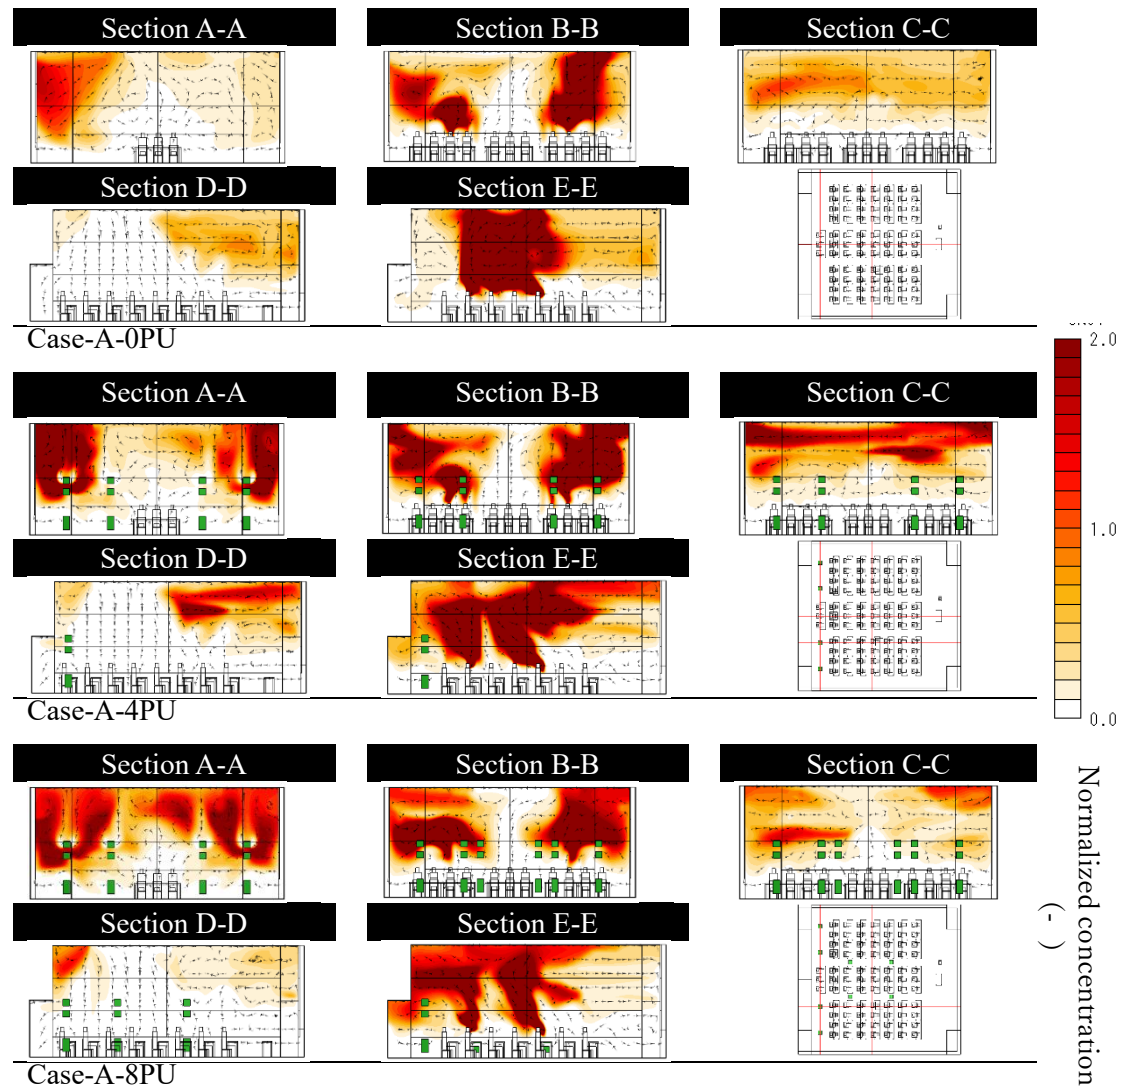 Section A-A
Section B-B
Section C-C
Section D-D
Section E-E
Case-A-0PU
Section A-A
Section B-B
Section C-C
Section D-D
Section E-E
Case-A-4PU
2.0
1.0
0.0
Section A-A
Section B-B
Section C-C
Section D-D
Section E-E
Case-A-8PU
Normalized concentration
( - )